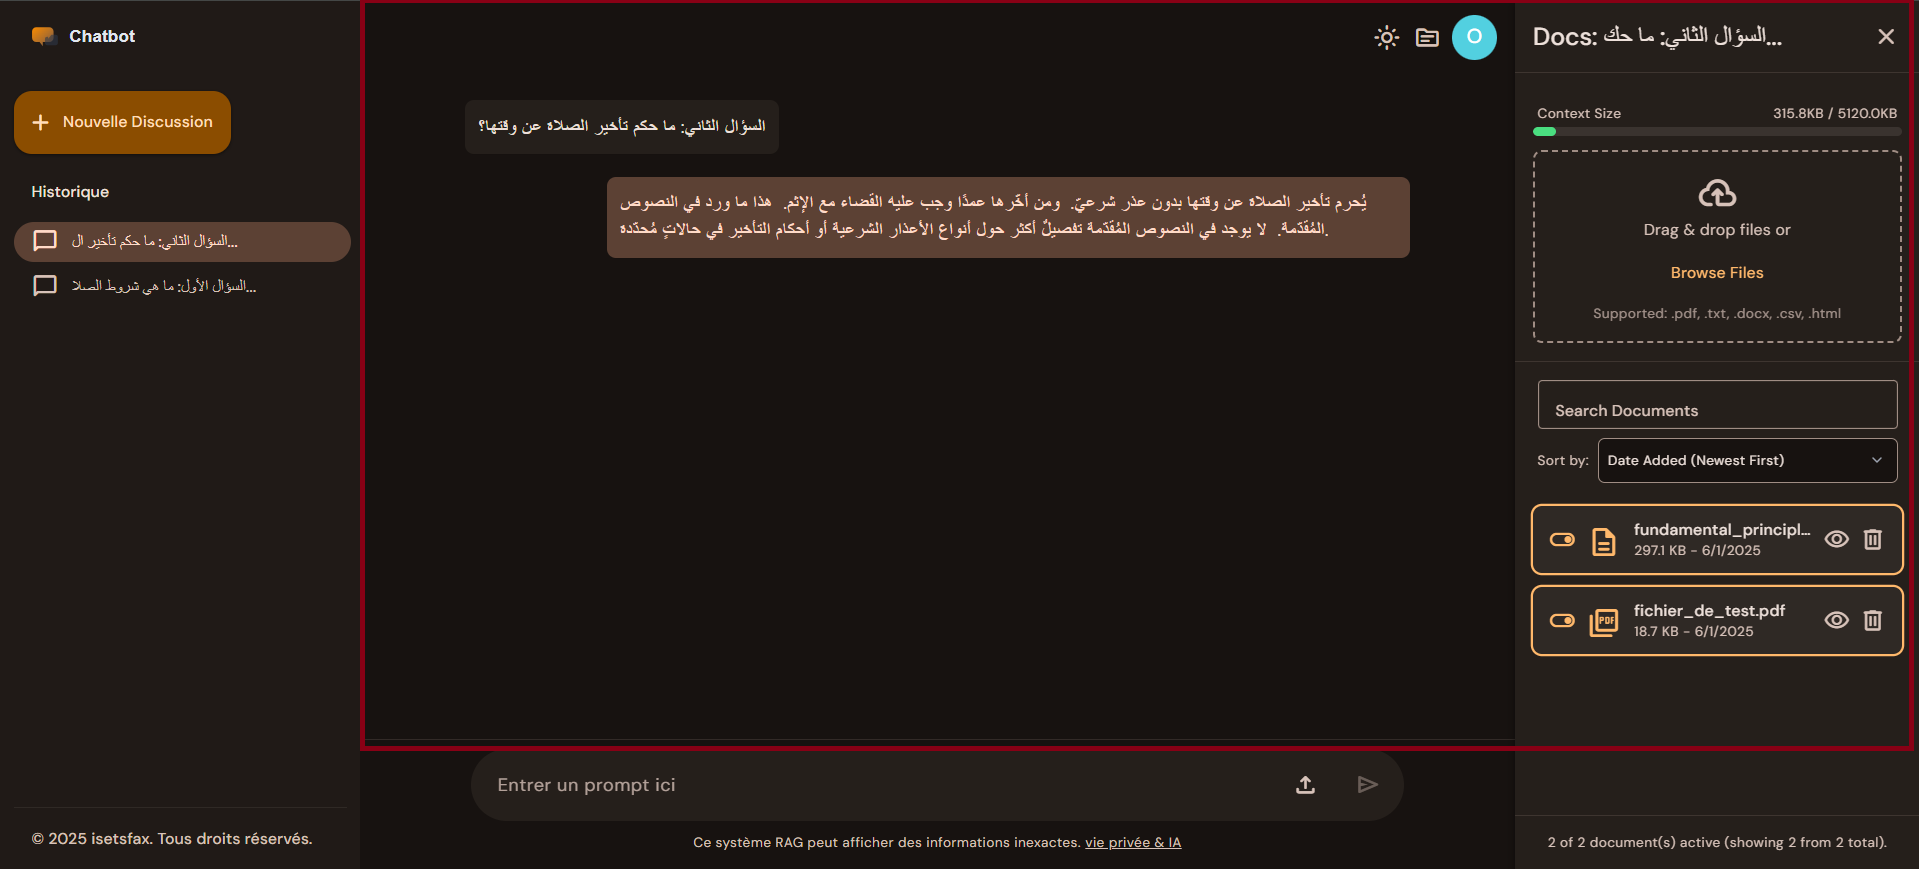 Chatbot
Nouvelle Discussion
Historique
السؤال الثاني: ما حكم تأخير ال...
السؤال الأول: ما هي شروط الصلا...
O
السؤال الثاني: ما حكم تأخير الصلاة عن وقتها؟
يُحرم تأخير الصلاة عن وقتها بدون عذر شرعيّ. ومن أخّرها عمدًا وجب عليه القضاء مع الإثم. هذا ما ورد في النصوص
المُقدّمة. لا يوجد في النصوص المُقدّمة تفصيلٌ أكثر حول أنواع الأعذار الشرعية أو أحكام التأخير في حالاتٍ مُحدّدة.
Entrer un prompt ici
Ce système RAG peut afficher des informations inexactes. vie privée & IA
© 2025 isetsfax. Tous droits réservés.
Docs: السؤال الثاني: ما حك...
Context Size 315.8KB / 5120.0KB
Drag & drop files or
Browse Files
Supported: .pdf, .txt, .docx, .csv, .html
Search Documents
Sort by: Date Added (Newest First)
fundamental_principl...
297.1 KB - 6/1/2025
PDF
fichier_de_test.pdf
18.7 KB - 6/1/2025
2 of 2 document(s) active (showing 2 from 2 total).